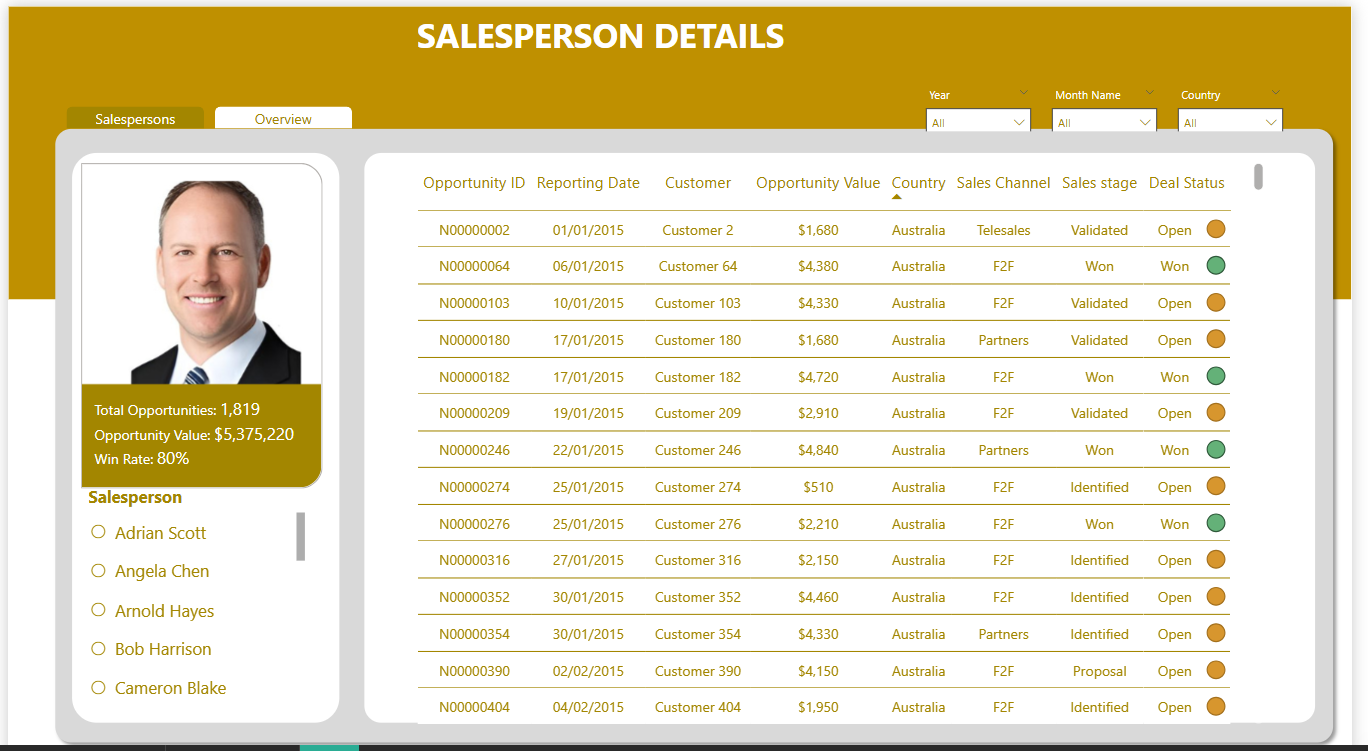 SALESPERSON DETAILS
Year
Month Name
Country
Salespersons
Overview
All
All
All
Total Opportunities: 1,819
Opportunity Value: $5,375,220
Win Rate: 80%
Salesperson
Adrian Scott
Angela Chen
Arnold Hayes
Bob Harrison
Cameron Blake
Opportunity ID Reporting Date Customer Opportunity Value Country Sales Channel Sales stage Deal Status
N00000002 01/01/2015 Customer 2 $1,680 Australia Telesales Validated Open
N00000064 06/01/2015 Customer 64 $4,380 Australia F2F Won Won
N00000103 10/01/2015 Customer 103 $4,330 Australia F2F Validated Open
N00000180 17/01/2015 Customer 180 $1,680 Australia Partners Validated Open
N00000182 17/01/2015 Customer 182 $4,720 Australia F2F Won Won
N00000209 19/01/2015 Customer 209 $2,910 Australia F2F Validated Open
N00000246 22/01/2015 Customer 246 $4,840 Australia Partners Won Won
N00000274 25/01/2015 Customer 274 $510 Australia F2F Identified Open
N00000276 25/01/2015 Customer 276 $2,210 Australia F2F Won Won
N00000316 27/01/2015 Customer 316 $2,150 Australia F2F Identified Open
N00000352 30/01/2015 Customer 352 $4,460 Australia F2F Identified Open
N00000354 30/01/2015 Customer 354 $4,330 Australia Partners Identified Open
N00000390 02/02/2015 Customer 390 $4,150 Australia F2F Proposal Open
N00000404 04/02/2015 Customer 404 $1,950 Australia F2F Identified Open